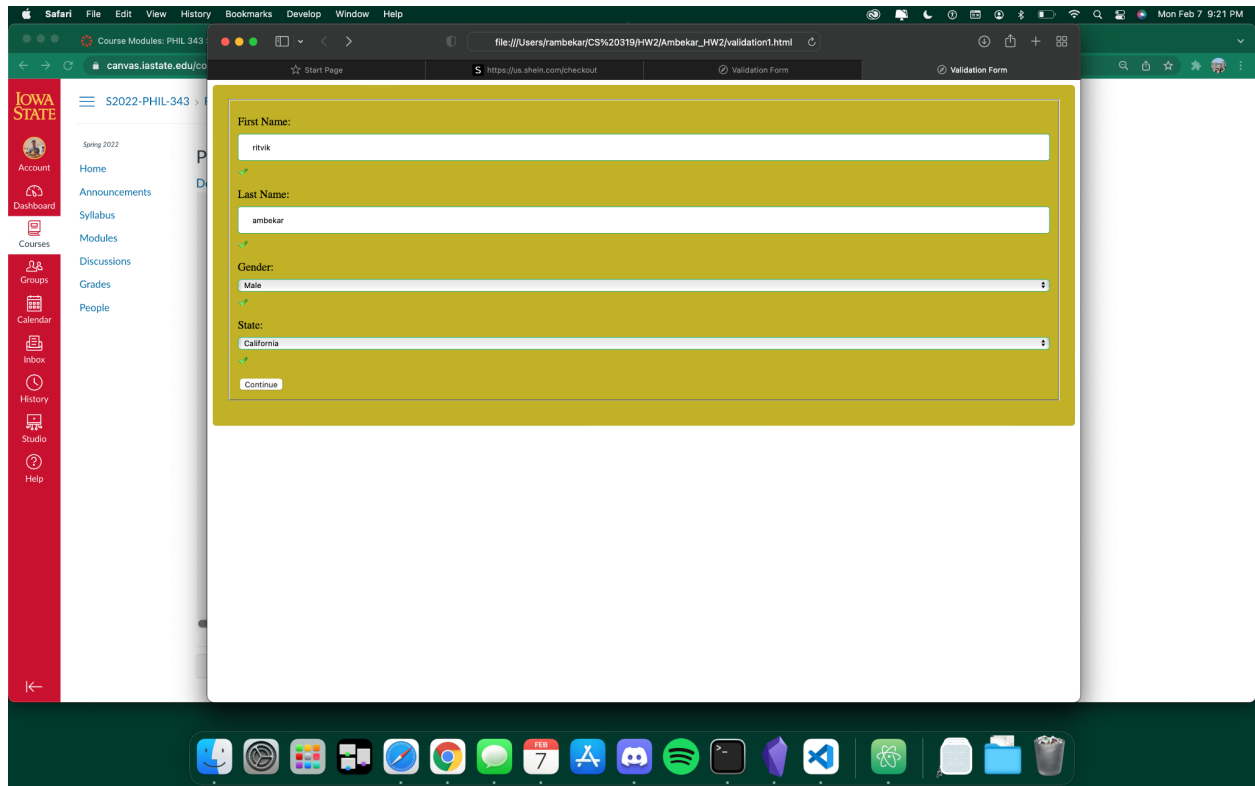 Safari File Edit View History Bookmarks Develop Window Help Mon Feb 7 9:21 PM
Course Modules: PHIL 343
canvas.iastate.edu/co
file:///Users/rambekar/CS%20319/HW2/Ambekar_HW2/validation1.html
Start Page
S https://us.shein.com/checkout
Validation Form
Validation Form
IOWA
STATE
Account
Dashboard
Courses
Groups
Calendar
Inbox
History
Studio
Help
S2022-PHIL-343
Spring 2022
Home
Announcements
Syllabus
Modules
Discussions
Grades
People
P
First Name:
ritvik
Last Name:
ambekar
Gender:
Male
State:
California
Continue
FEB
7